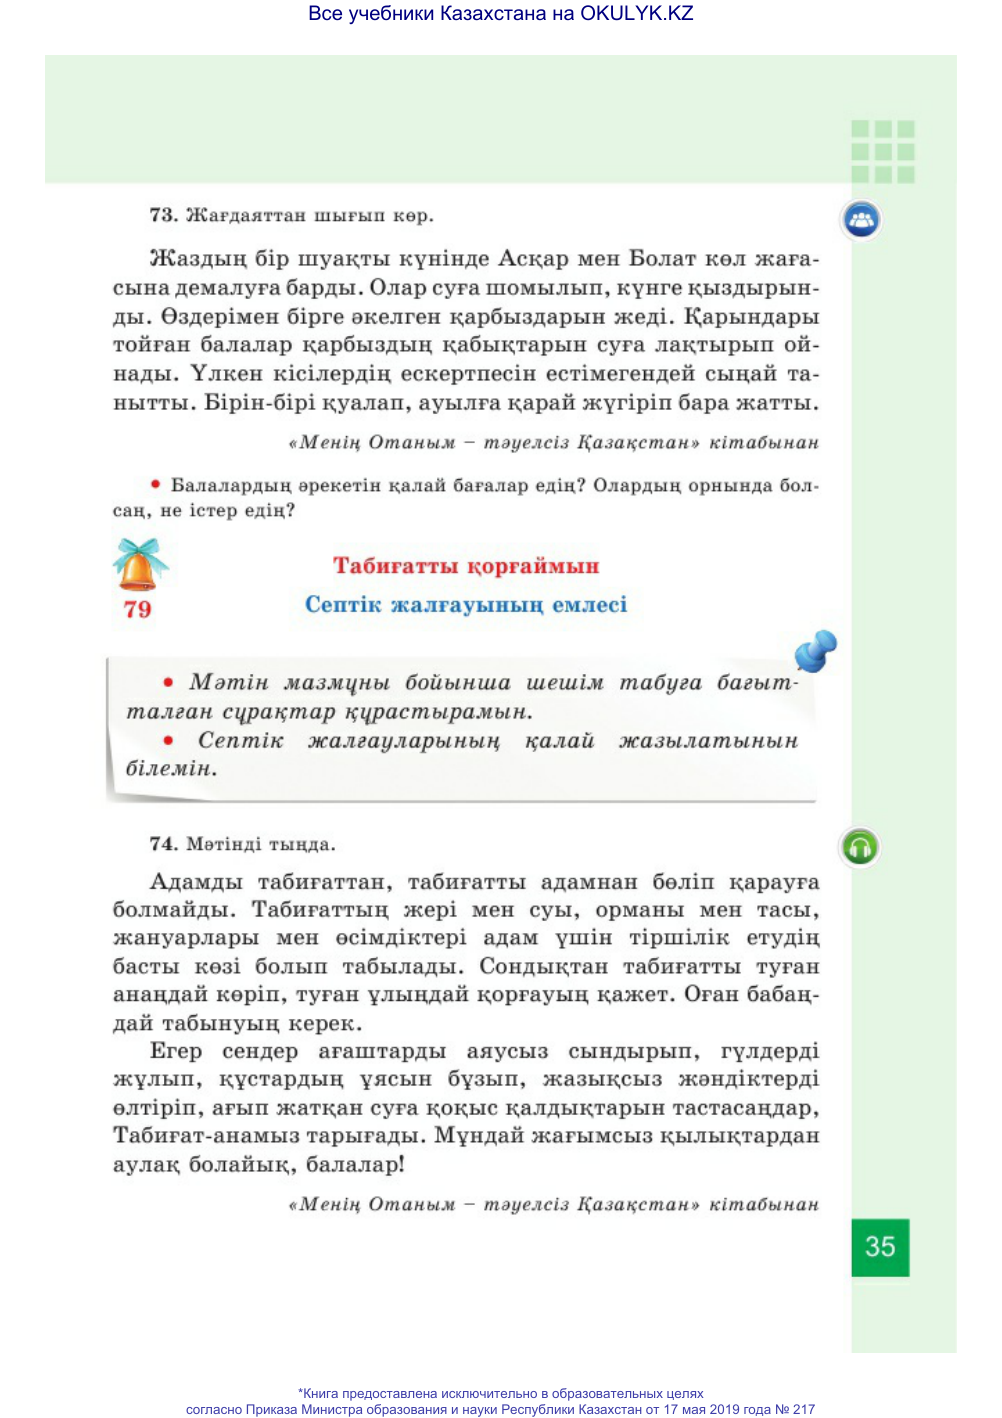 Все учебники Казахстана на OKULYK.KZ
73. Жағдаяттан шығып көр.
Жаздың бір шуақты күнінде Асқар мен Болат көл жаға-
сына демалуға барды. Олар суға шомылып, күнге қыздырын-
ды. Өздерімен бірге әкелген қарбыздарын жеді. Қарындары
тойған балалар қарбыздың қабықтарын суға лақтырып ой-
нады. Үлкен кісілердің ескертпесін естімегендей сыңай та-
нытты. Бірін-бірі қуалап, ауылға қарай жүгіріп бара жатты.
«Менің Отаным – тәуелсіз Қазақстан» кітабынан
• Балалардың әрекетін қалай бағалар едің? Олардың орнында бол-
саң, не істер едің?
Табиғатты қорғаймын
79
Септік жалғауының емлесі
• Мәтін мазмұны бойынша шешім табуға бағыт-
талған сұрақтар құрастырамын.
• Септік жалғауларының қалай жазылатынын
білемін.
74. Мәтінді тыңда.
Адамды табиғаттан, табиғатты адамнан бөліп қарауға
болмайды. Табиғаттың жері мен суы, орманы мен тасы,
жануарлары мен өсімдіктері адам үшін тіршілік етудің
басты көзі болып табылады. Сондықтан табиғатты туған
анаңдай көріп, туған ұлыңдай қорғауың қажет. Оған бабаң-
дай табынуың керек.
Егер сендер ағаштарды аяусыз сындырып, гүлдерді
жұлып, құстардың ұясын бұзып, жазықсыз жәндіктерді
өлтіріп, ағып жатқан суға қоқыс қалдықтарын тастасаңдар,
Табиғат-анамыз тарығады. Мұндай жағымсыз қылықтардан
аулақ болайық, балалар!
«Менің Отаным – тәуелсіз Қазақстан» кітабынан
35
*Книга предоставлена исключительно в образовательных целях
согласно Приказа Министра образования и науки Республики Казахстан от 17 мая 2019 года № 217